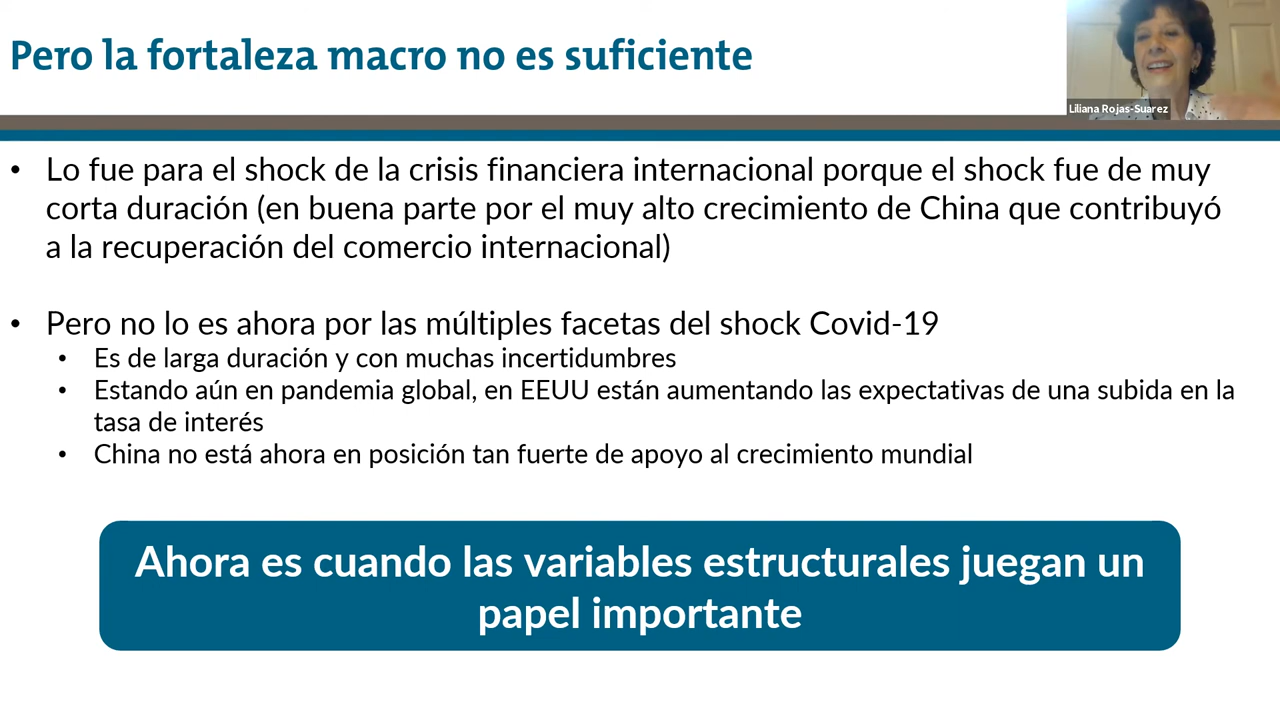 Pero la fortaleza macro no es suficiente
Liliana Rojas-Suarez
• Lo fue para el shock de la crisis financiera internacional porque el shock fue de muy
corta duración (en buena parte por el muy alto crecimiento de China que contribuyó
a la recuperación del comercio internacional)
• Pero no lo es ahora por las múltiples facetas del shock Covid-19
• Es de larga duración y con muchas incertidumbres
• Estando aún en pandemia global, en EEUU están aumentando las expectativas de una subida en la
tasa de interés
• China no está ahora en posición tan fuerte de apoyo al crecimiento mundial
Ahora es cuando las variables estructurales juegan un
papel importante